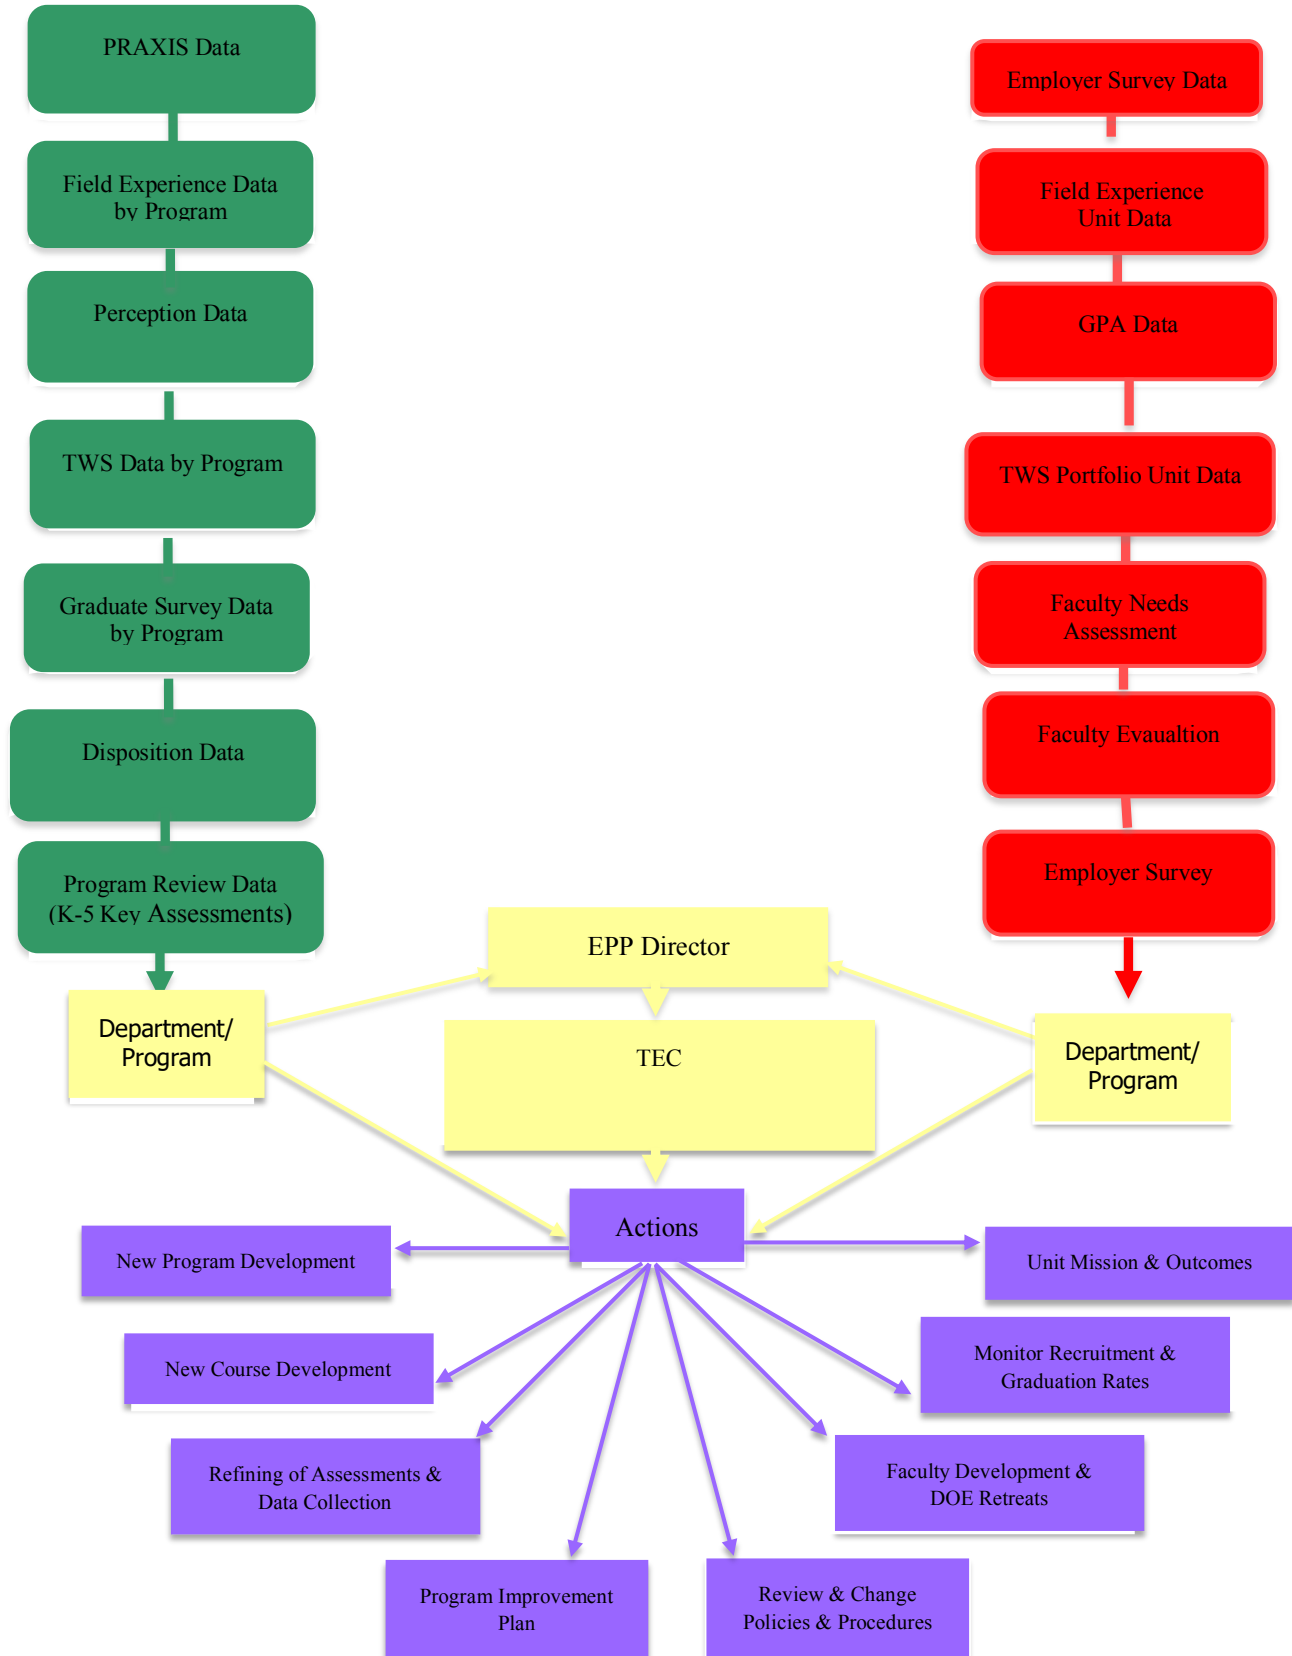 PRAXIS Data
Field Experience Data
by Program
Perception Data
TWS Data by Program
Graduate Survey Data
by Program
Disposition Data
Program Review Data
(K-5 Key Assessments)
Department/
Program
Employer Survey Data
Field Experience
Unit Data
GPA Data
TWS Portfolio Unit Data
Faculty Needs
Assessment
Faculty Evaualtion
Employer Survey
Department/
Program
EPP Director
TEC
Actions
New Program Development
New Course Development
Refining of Assessments &
Data Collection
Program Improvement
Plan
Review & Change
Policies & Procedures
Faculty Development &
DOE Retreats
Monitor Recruitment &
Graduation Rates
Unit Mission & Outcomes